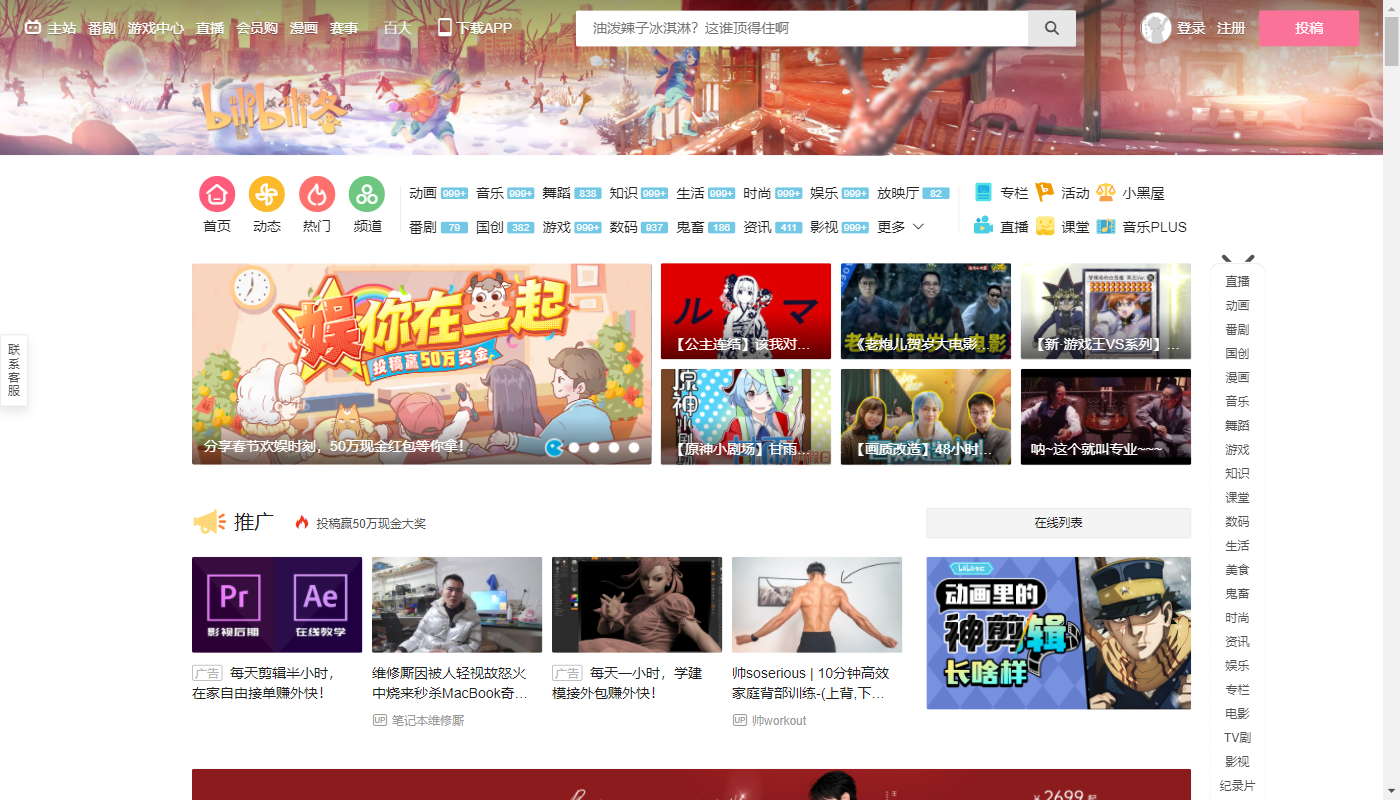 主站 番剧 游戏中心 直播 会员购 漫画 赛事 百大 下载APP
油泼辣子冰淇淋？这谁顶得住啊
登录 注册 投稿
bilibili冬
首页 动态 热门 频道
动画 999+ 音乐 999+ 舞蹈 838 知识 999+ 生活 999+ 时尚 999+ 娱乐 999+ 放映厅 82
番剧 79 国创 382 游戏 999+ 数码 937 鬼畜 186 资讯 411 影视 999+ 更多
专栏 活动 小黑屋
直播 课堂 音乐PLUS
联系客服
娱你在一起
投稿赢50万奖金
分享春节欢娱时刻，50万现金红包等你拿！
ルマ
【公主连结】该我对...
《老炮儿贺岁大电影...
【新·游戏王VS系列】...
原神小剧场
【原神小剧场】甘雨...
【画质改造】48小时...
呐~这个就叫专业~~~
直播
动画
番剧
国创
漫画
音乐
舞蹈
游戏
知识
课堂
数码
生活
美食
鬼畜
时尚
资讯
娱乐
专栏
电影
TV剧
影视
纪录片
推广
投稿赢50万现金大奖
在线列表
Pr Ae
影视后期 在线教学
广告 每天剪辑半小时，
在家自由接单赚外快！
维修厮因被人轻视故怒火
中烧来秒杀MacBook奇...
UP 笔记本维修厮
广告 每天一小时，学建
模接外包赚外快！
帅soserious | 10分钟高效
家庭背部训练-(上背,下...
UP 帅workout
动画里的
神剪辑
长啥样
¥ 2699 起